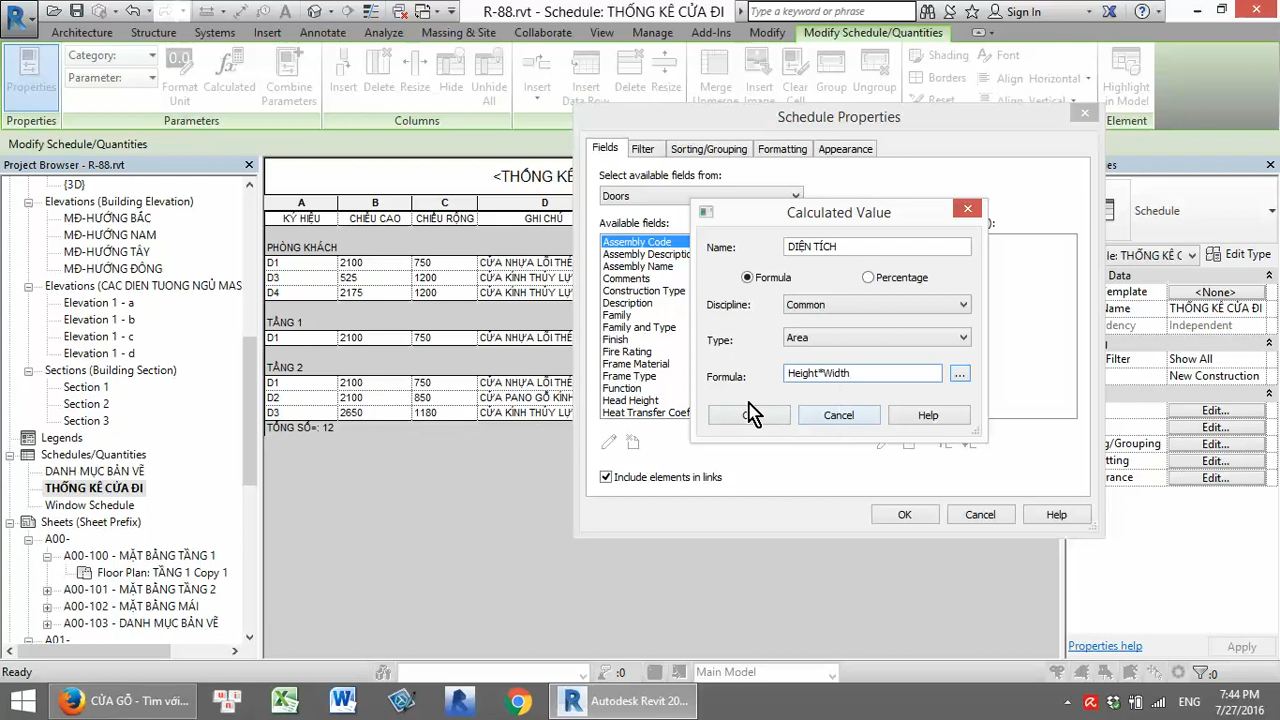 R-88.rvt - Schedule: THỐNG KÊ CỬA ĐI
Type a keyword or phrase
Sign In
Architecture
Structure
Systems
Insert
Annotate
Analyze
Massing & Site
Collaborate
View
Manage
Add-Ins
Modify
Modify Schedule/Quantities
Properties
Category:
Parameter:
Format Unit
Calculated
Combine Parameters
Insert
Delete
Resize
Hide
Unhide All
Insert
Insert Data Row
Delete
Resize
Merge Unmerge
Insert Image
Clear Cell
Group
Ungroup
Shading
Borders
Reset
Font
Align Horizontal
Align Vertical
Highlight in Model
Properties
Parameters
Columns
Element
Modify Schedule/Quantities
Project Browser - R-88.rvt
{3D}
Elevations (Building Elevation)
MĐ-HƯỚNG BẮC
MĐ-HƯỚNG NAM
MĐ-HƯỚNG TÂY
MĐ-HƯỚNG ĐÔNG
Elevations (CAC DIEN TUONG NGỦ MAS
Elevation 1 - a
Elevation 1 - b
Elevation 1 - c
Elevation 1 - d
Sections (Building Section)
Section 1
Section 2
Section 3
Legends
Schedules/Quantities
DANH MỤC BẢN VẼ
THỐNG KÊ CỬA ĐI
Window Schedule
Sheets (Sheet Prefix)
A00-
A00-100 - MẶT BẰNG TẦNG 1
Floor Plan: TẦNG 1 Copy 1
A00-101 - MẶT BẰNG TẦNG 2
A00-102 - MẶT BẰNG MÁI
A00-103 - DANH MỤC BẢN VẼ
A01-
<THỐNG KÊ
A B C D
KÝ HIỆU CHIỀU CAO CHIỀU RỘNG GHI CHÚ
PHÒNG KHÁCH
D1 2100 750 CỬA NHỰA LÕI THÉ
D3 525 1200 CỬA KÍNH THỦY LỰ
D4 2175 1200 CỬA KÍNH THỦY LỰ
TẦNG 1
D1 2100 750 CỬA NHỰA LÕI THÉ
TẦNG 2
D1 2100 750 CỬA NHỰA LÕI THÉ
D2 2100 850 CỬA PANO GỖ KÍN
D3 2650 1180 CỬA KÍNH THỦY LỰ
TỔNG SỐ=: 12
Schedule Properties
Fields
Filter
Sorting/Grouping
Formatting
Appearance
Select available fields from:
Doors
Available fields:
Assembly Code
Assembly Descriptio
Assembly Name
Comments
Construction Type
Description
Family
Family and Type
Finish
Fire Rating
Frame Material
Frame Type
Function
Head Height
Heat Transfer Coef
Include elements in links
OK
Cancel
Help
Calculated Value
Name: DIỆN TÍCH
Formula
Percentage
Discipline: Common
Type: Area
Formula: Height*Width
...
Cancel
Help
es
Schedule
le: THỐNG KÊ C
Edit Type
Data
Template <None>
Name THỐNG KÊ CỬA ĐI
dency Independent
Filter Show All
New Construction
Edit...
Edit...
/Grouping Edit...
tting Edit...
rance Edit...
Properties help
Apply
Ready
:0
Main Model
:0
CỬA GỖ - Tìm với...
Autodesk Revit 20...
ENG
7:44 PM
7/27/2016